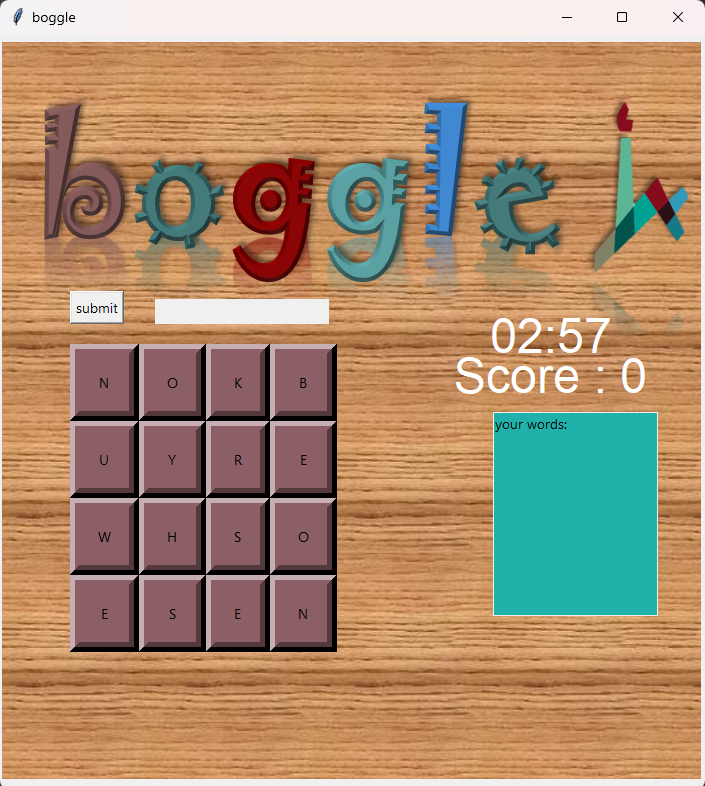 boggle
boggle
submit
02:57
Score : 0
N O K B
your words:
U Y R E
W H S O
E S E N